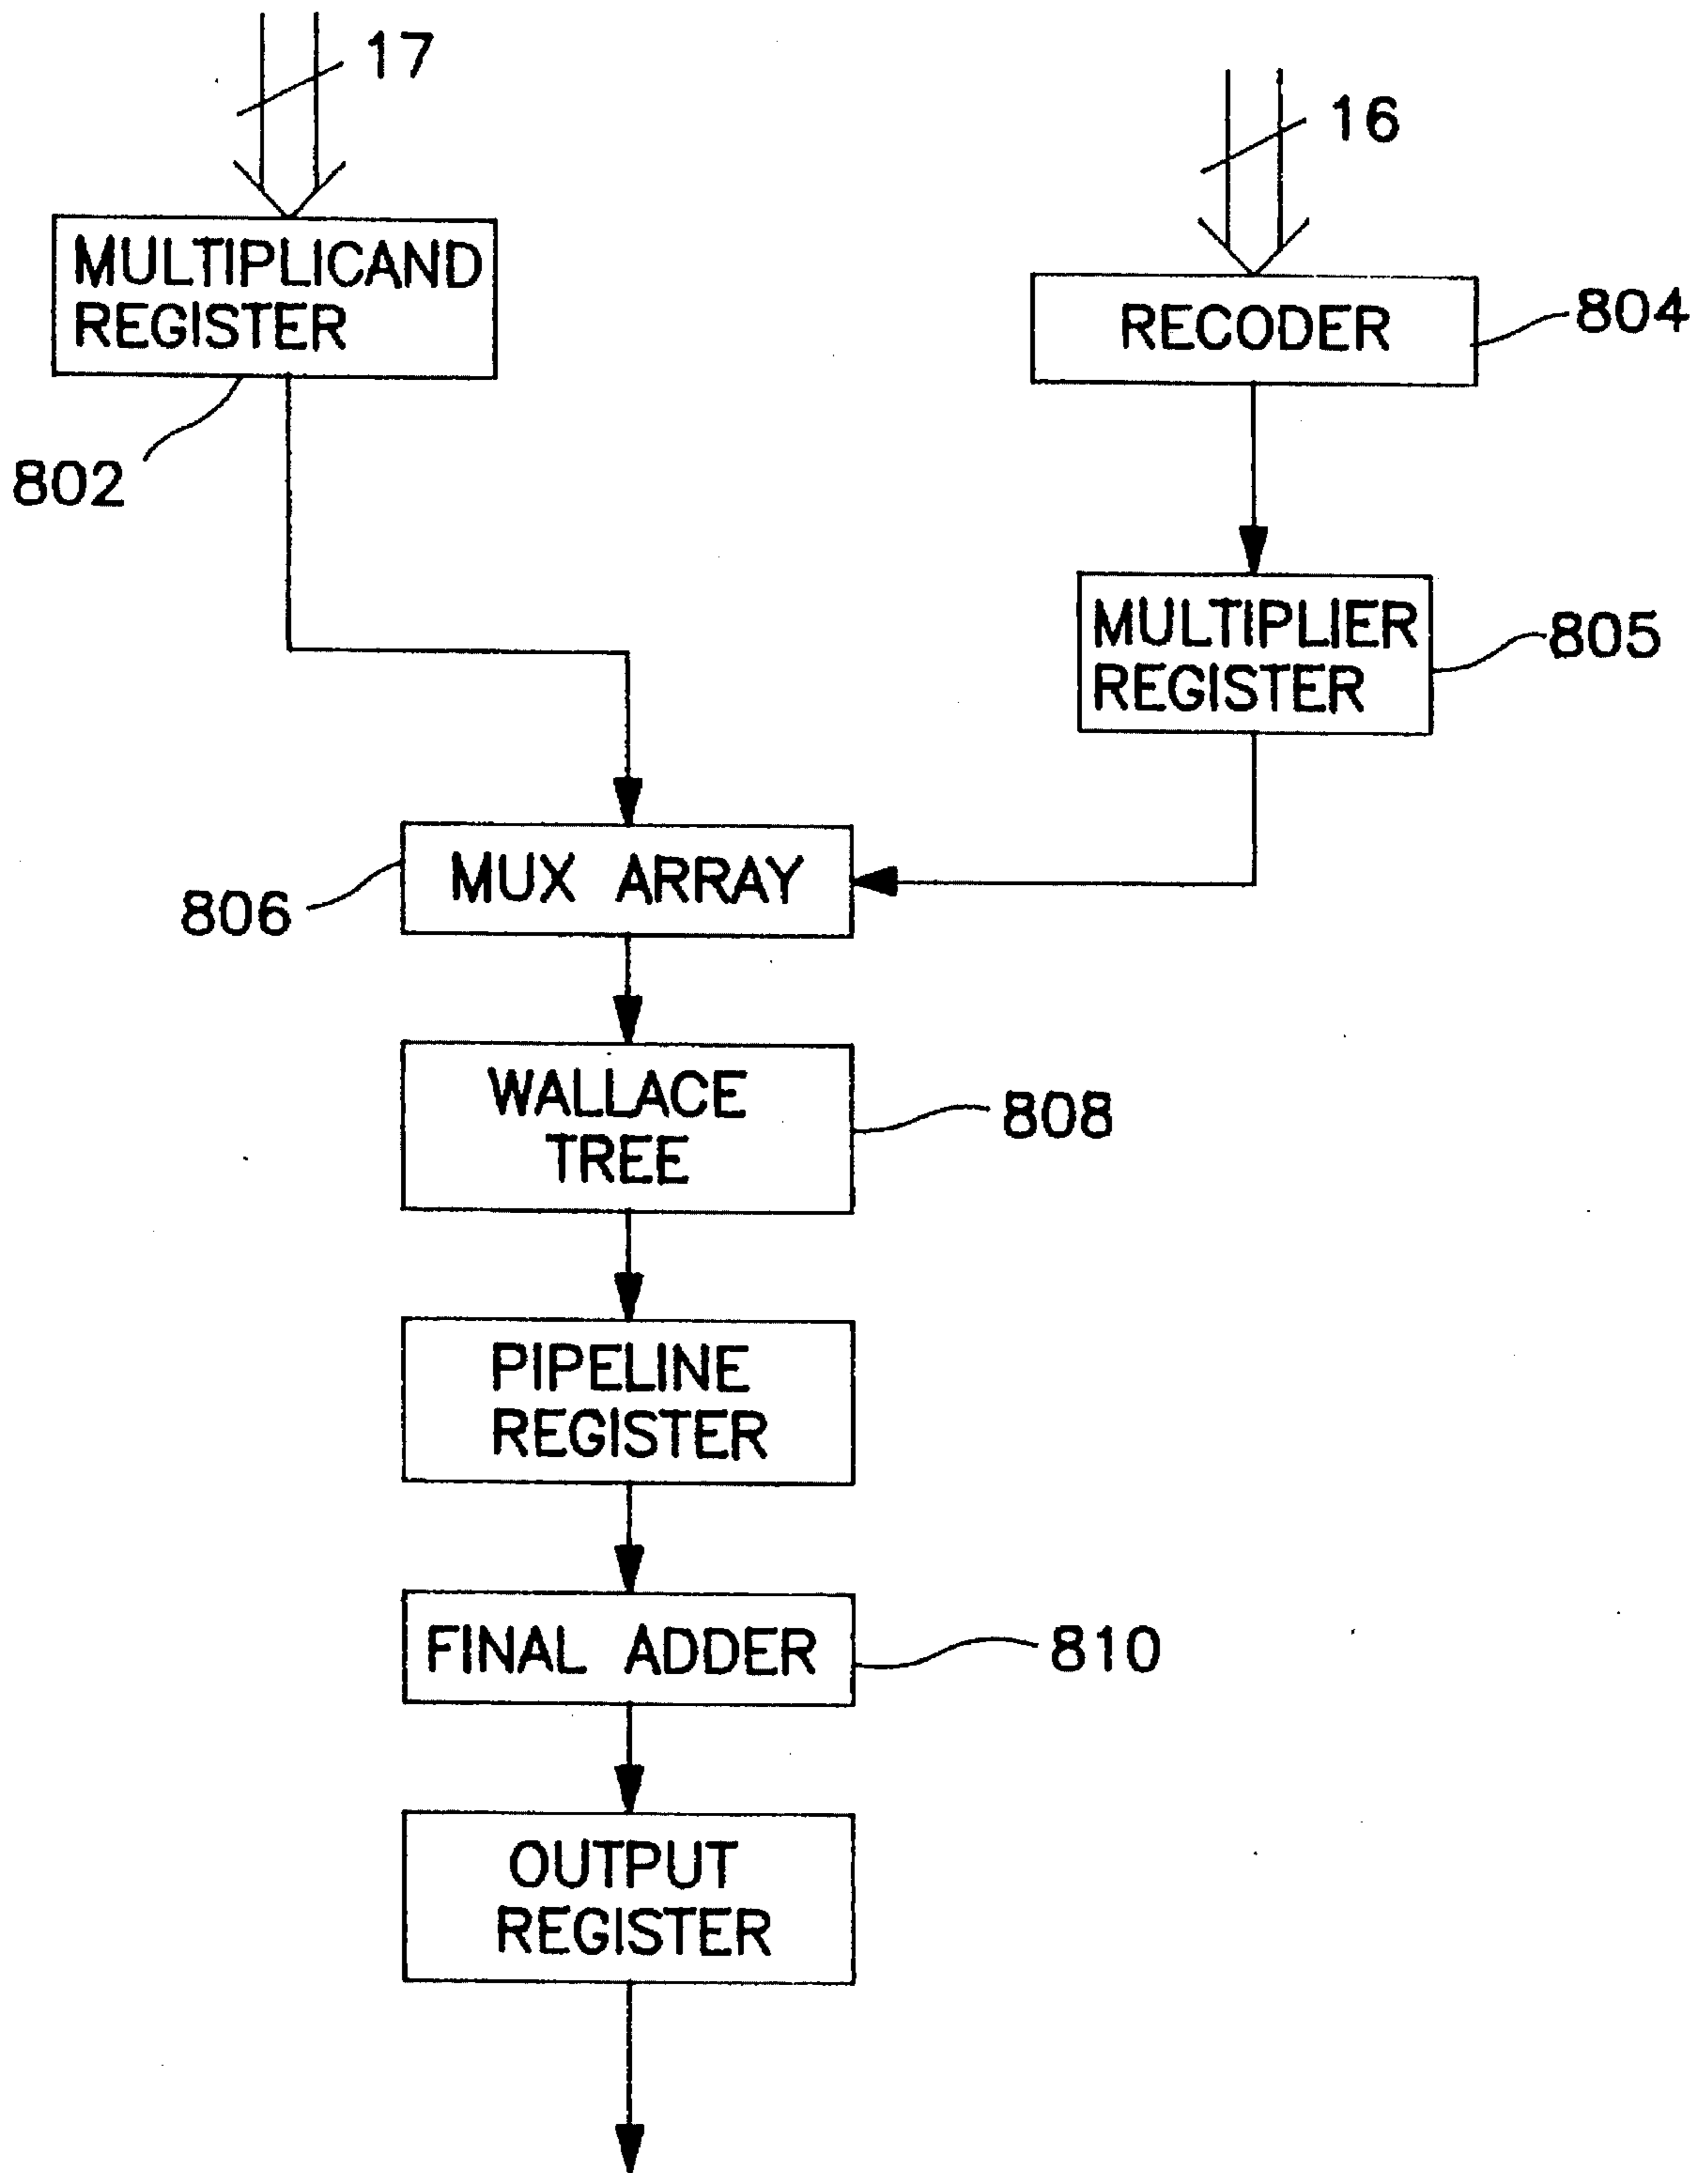 17
16
MULTIPLICAND
REGISTER
802
RECODER
804
MULTIPLIER
REGISTER
805
MUX ARRAY
806
WALLACE
TREE
808
PIPELINE
REGISTER
FINAL ADDER
810
OUTPUT
REGISTER